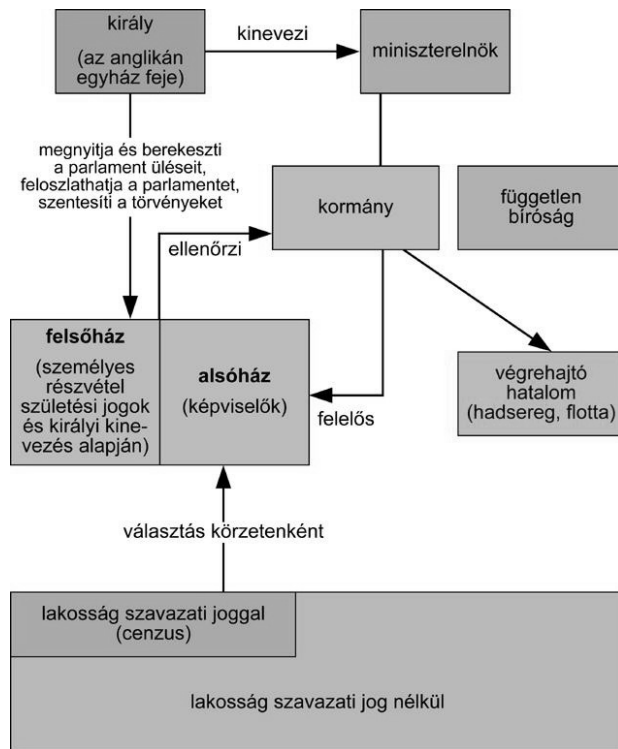 király
(az anglikán
egyház feje)
kinevezi
miniszterelnök
megnyitja és berekeszti
a parlament üléseit,
feloszlathatja a parlamentet,
szentesíti a törvényeket
kormány
független
bíróság
ellenőrzi
felsőház
(személyes
részvétel
születési jogok
és királyi kine-
vezés alapján)
alsóház
(képviselők)
felelős
végrehajtó
hatalom
(hadsereg, flotta)
választás körzetenként
lakosság szavazati joggal
(cenzus)
lakosság szavazati jog nélkül